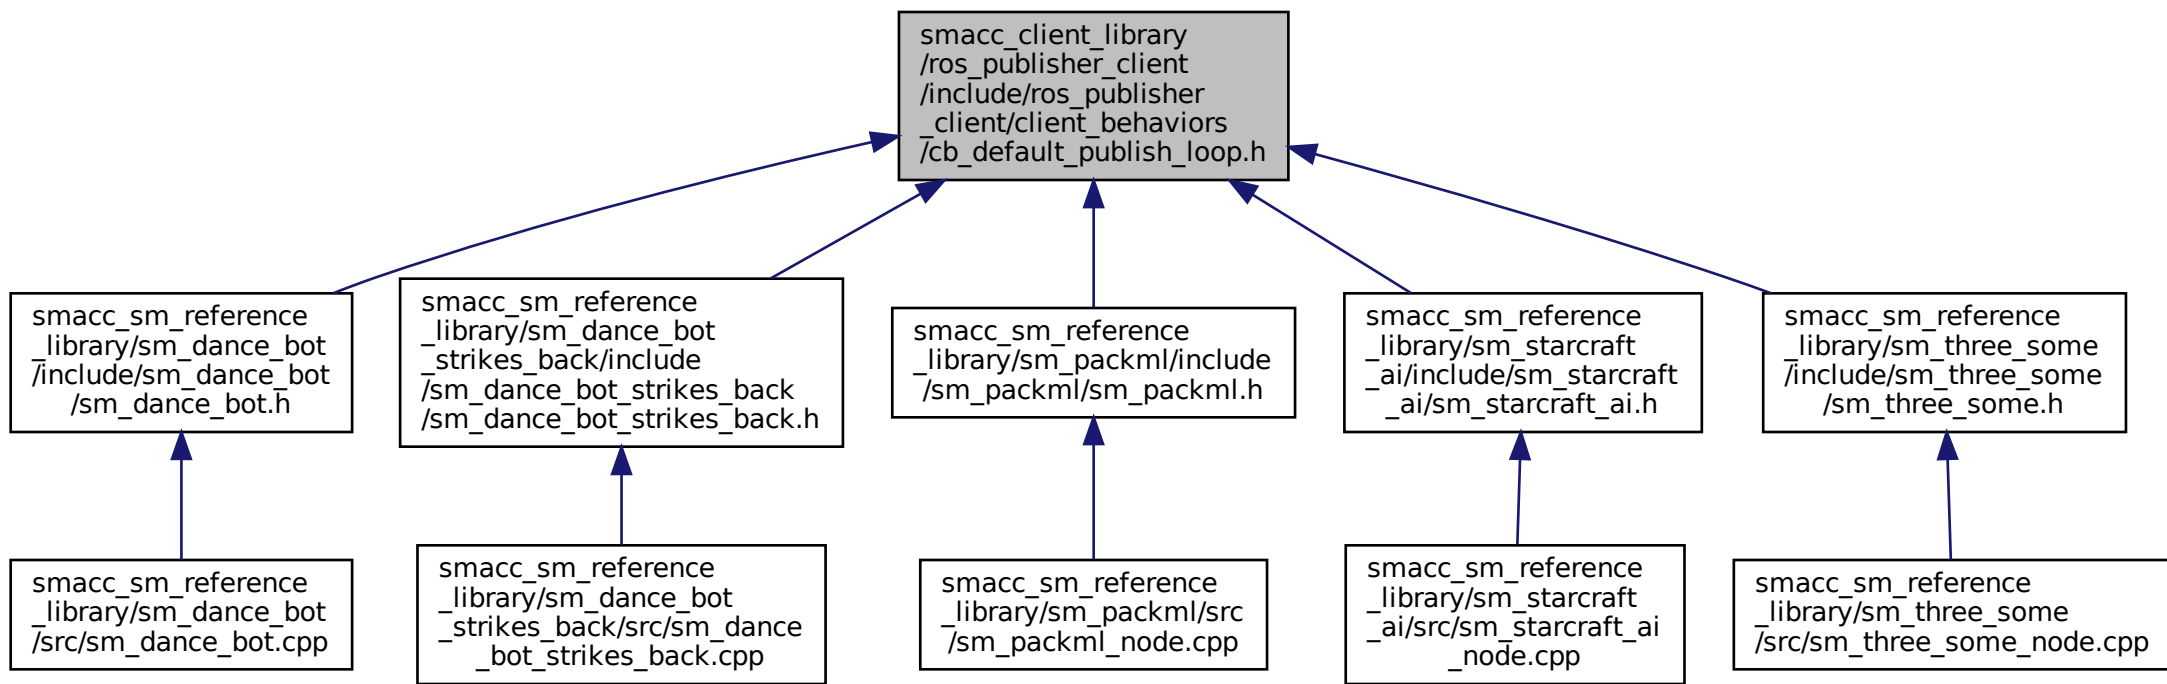 smacc_client_library
/ros_publisher_client
/include/ros_publisher
_client/client_behaviors
/cb_default_publish_loop.h
smacc_sm_reference
_library/sm_dance_bot
/include/sm_dance_bot
/sm_dance_bot.h
smacc_sm_reference
_library/sm_dance_bot
_strikes_back/include
/sm_dance_bot_strikes_back
/sm_dance_bot_strikes_back.h
smacc_sm_reference
_library/sm_packml/include
/sm_packml/sm_packml.h
smacc_sm_reference
_library/sm_starcraft
_ai/include/sm_starcraft
_ai/sm_starcraft_ai.h
smacc_sm_reference
_library/sm_three_some
/include/sm_three_some
/sm_three_some.h
smacc_sm_reference
_library/sm_dance_bot
/src/sm_dance_bot.cpp
smacc_sm_reference
_library/sm_dance_bot
_strikes_back/src/sm_dance
_bot_strikes_back.cpp
smacc_sm_reference
_library/sm_packml/src
/sm_packml_node.cpp
smacc_sm_reference
_library/sm_starcraft
_ai/src/sm_starcraft_ai
_node.cpp
smacc_sm_reference
_library/sm_three_some
/src/sm_three_some_node.cpp